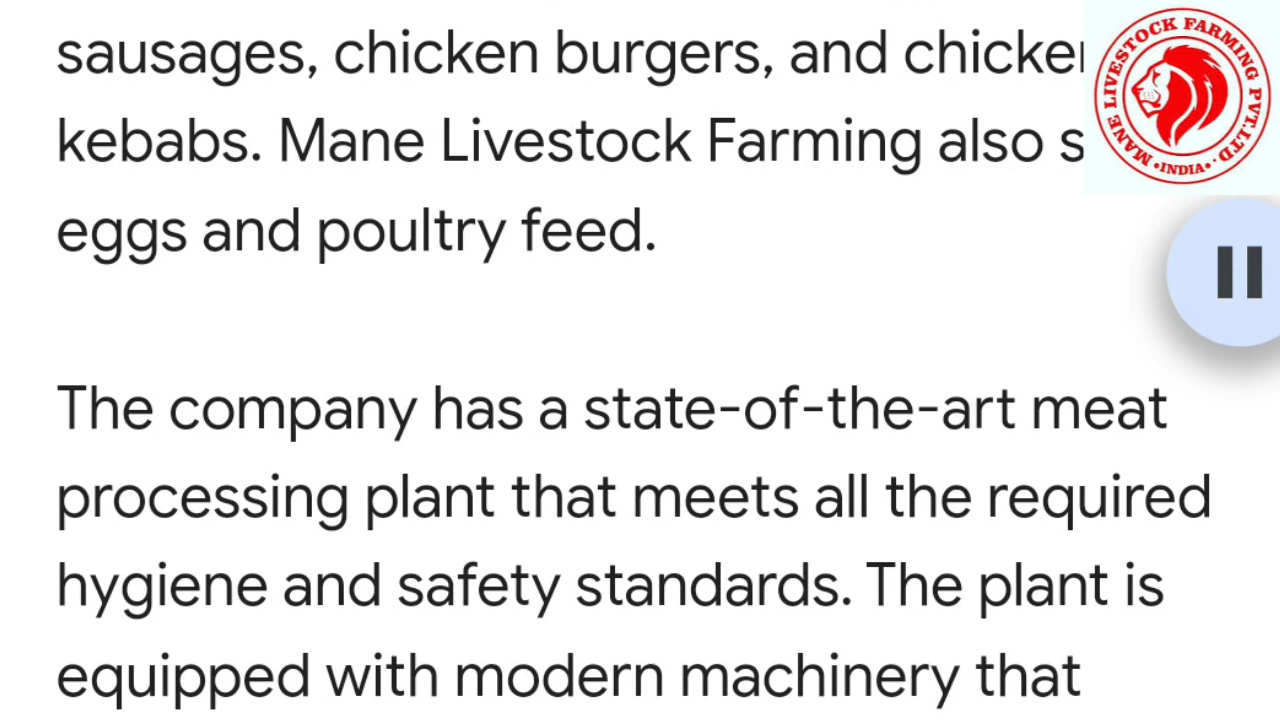 sausages, chicken burgers, and chicken
kebabs. Mane Livestock Farming also s
eggs and poultry feed.
The company has a state-of-the-art meat
processing plant that meets all the required
hygiene and safety standards. The plant is
equipped with modern machinery that
MANE LIVESTOCK FARMING PVT.LTD
•INDIA•